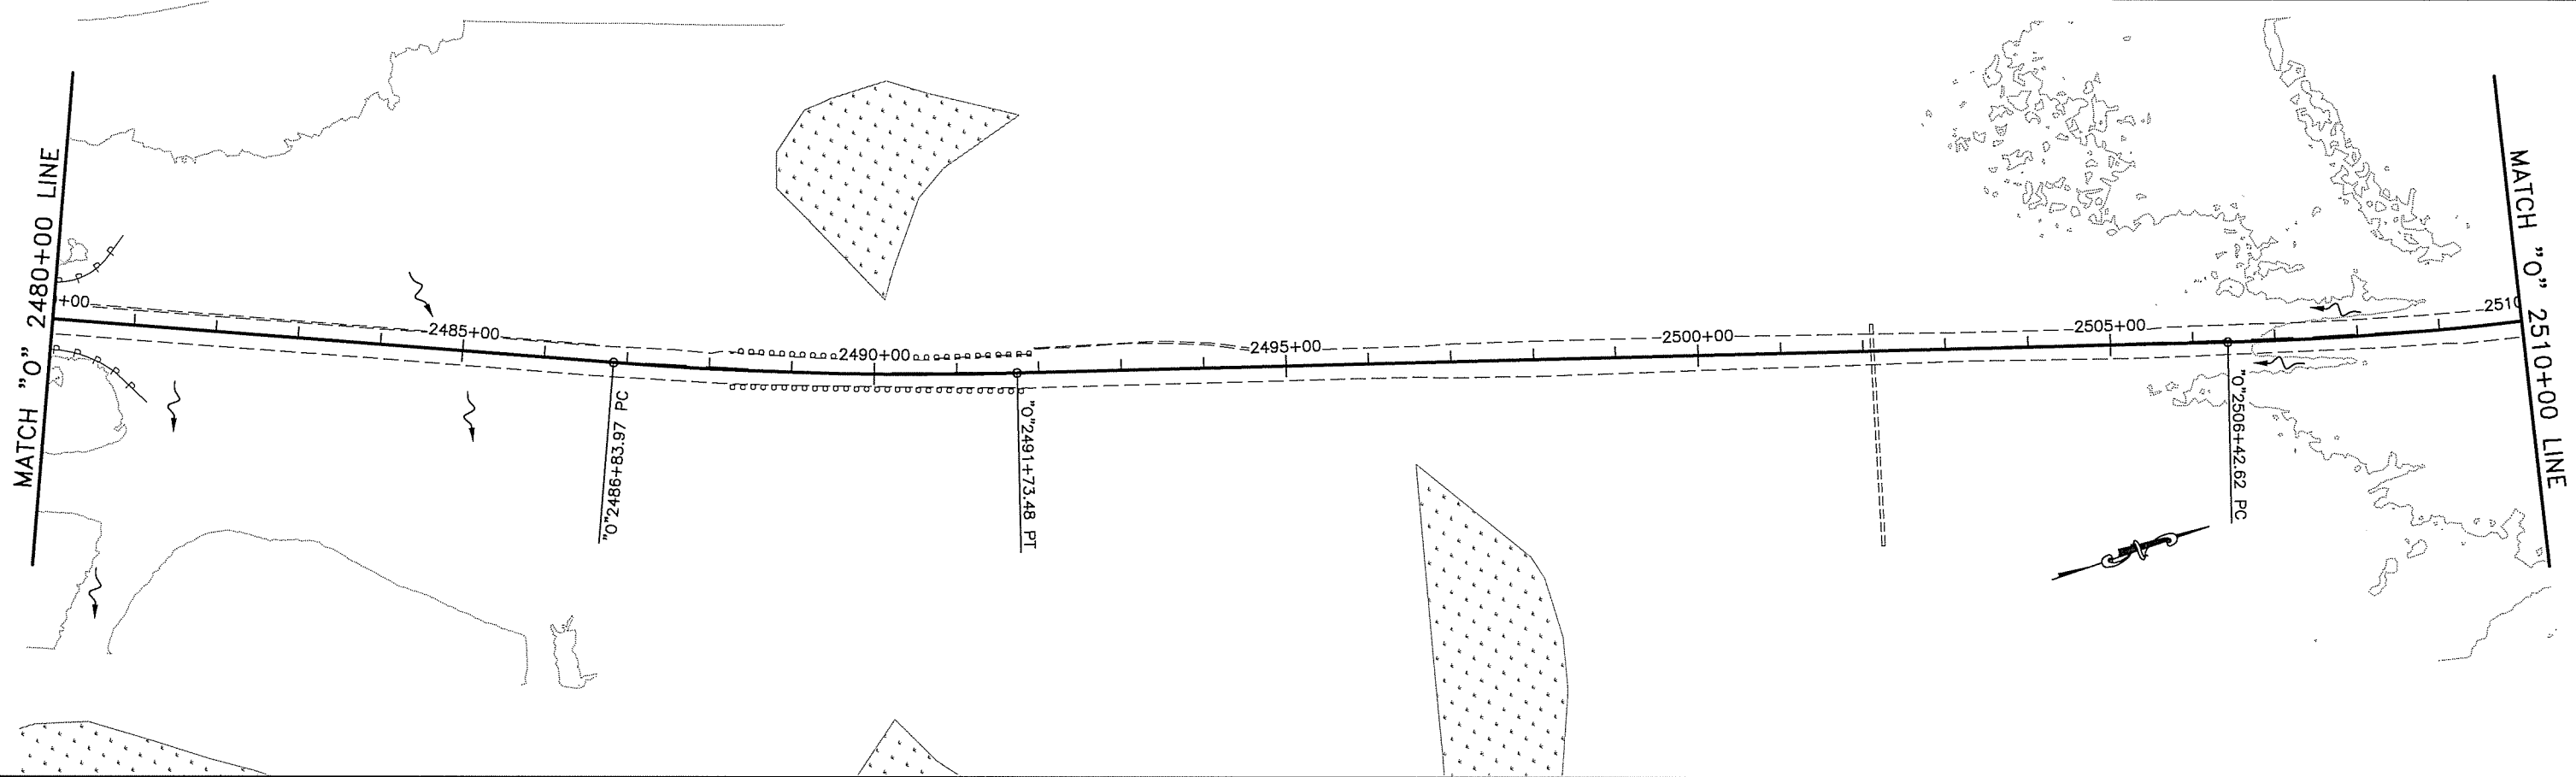 MATCH "O" 2480+00 LINE
+00
2485+00
"O"2486+83.97 PC
2490+00
"O"2491+73.48 PT
2495+00
2500+00
2505+00
"O"2506+42.62 PC
2510
MATCH "O" 2510+00 LINE